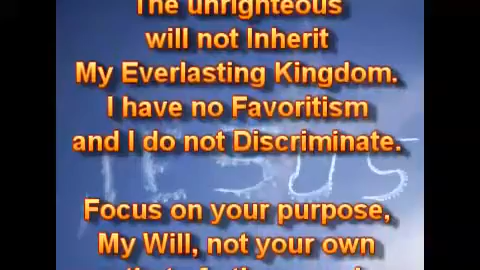 The unrighteous
will not Inherit
My Everlasting Kingdom.
I have no Favoritism
and I do not Discriminate.
JESUS
Focus on your purpose,
My Will, not your own